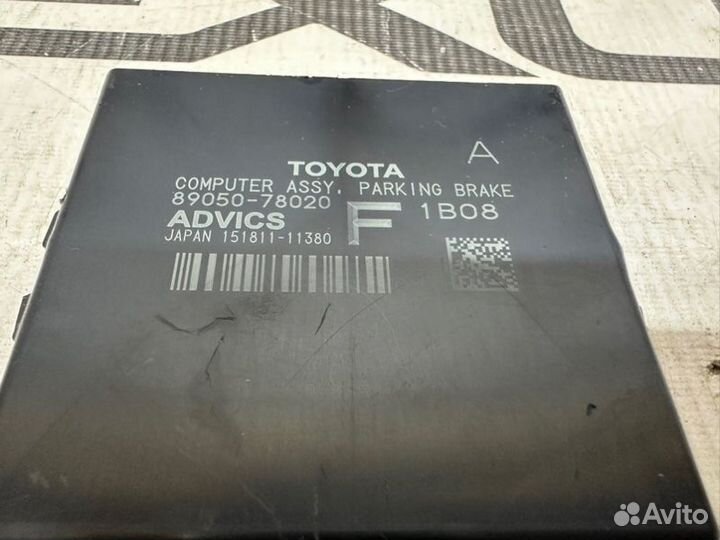 TOYOTA
A
COMPUTER ASSY, PARKING BRAKE
89050-78020
F
1B08
ADVICS
JAPAN 151811-11380
Avito